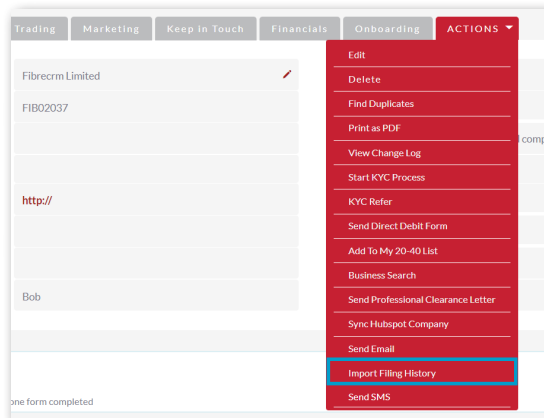 Trading Marketing Keep in Touch Financials Onboarding ACTIONS
Edit
Fibrecrm Limited
Delete
FIB02037
Find Duplicates
Print as PDF
View Change Log
Start KYC Process
http://
KYC Refer
Send Direct Debit Form
Add To My 20-40 List
Business Search
Bob
Send Professional Clearance Letter
Sync Hubspot Company
Send Email
Import Filing History
Send SMS
form completed